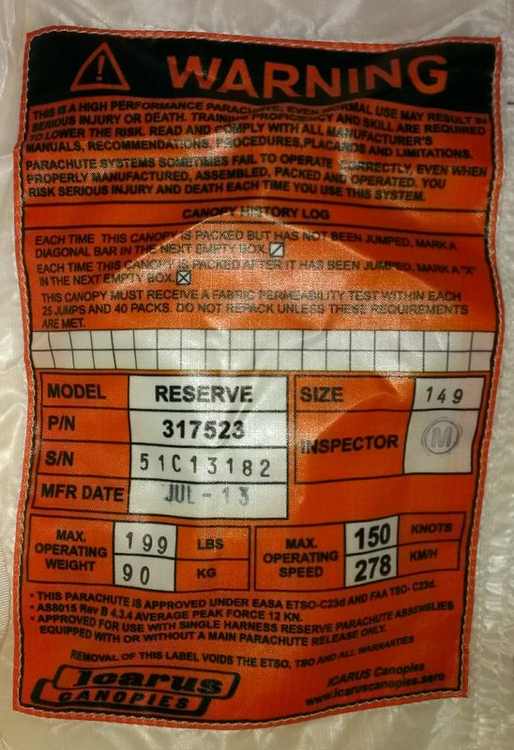 WARNING
THIS IS A HIGH PERFORMANCE PARACHUTE, EVEN NORMAL USE MAY RESULT IN
SERIOUS INJURY OR DEATH. TRAINING PROFICIENCY AND SKILL ARE REQUIRED
TO LOWER THE RISK. READ AND COMPLY WITH ALL MANUFACTURER'S
MANUALS, RECOMMENDATIONS, PROCEDURES, PLACARDS AND LIMITATIONS.
PARACHUTE SYSTEMS SOMETIMES FAIL TO OPERATE CORRECTLY, EVEN WHEN
PROPERLY MANUFACTURED, ASSEMBLED, PACKED AND OPERATED. YOU
RISK SERIOUS INJURY AND DEATH EACH TIME YOU USE THIS SYSTEM.
CANOPY HISTORY LOG
EACH TIME THIS CANOPY IS PACKED BUT HAS NOT BEEN JUMPED, MARK A
DIAGONAL BAR IN THE NEXT EMPTY BOX.
EACH TIME THIS CANOPY IS PACKED AFTER IT HAS BEEN JUMPED, MARK A "X"
IN THE NEXT EMPTY BOX.
THIS CANOPY MUST RECEIVE A FABRIC PERMEABILITY TEST WITHIN EACH
25 JUMPS AND 40 PACKS. DO NOT REPACK UNLESS THESE REQUIREMENTS
ARE MET.
MODEL RESERVE
P/N 317523
S/N 51C13182
MFR DATE JUL-13
SIZE 149
INSPECTOR M
MAX. OPERATING WEIGHT 199 LBS
90 KG
MAX. OPERATING SPEED 150 KNOTS
278 KM/H
• THIS PARACHUTE IS APPROVED UNDER EASA ETSO-C23d AND FAA TSO-C23d.
• AS8015 Rev B 4.3.4 AVERAGE PEAK FORCE 12 KN.
• APPROVED FOR USE WITH SINGLE HARNESS RESERVE PARACHUTE ASSEMBLIES
EQUIPPED WITH OR WITHOUT A MAIN PARACHUTE RELEASE ONLY.
REMOVAL OF THIS LABEL VOIDS THE ETSO, TSO AND ALL WARRANTIES
Icarus
CANOPIES
ICARUS Canopies
www.icaruscanopies.aero